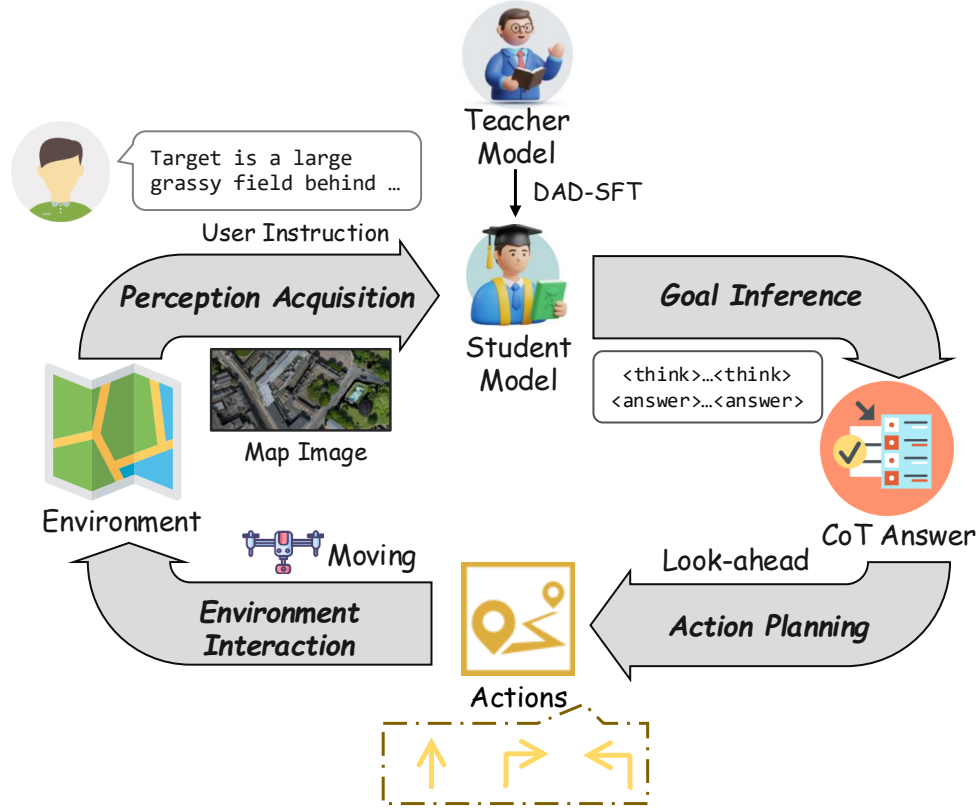 Teacher
Model
DAD-SFT
Target is a large
grassy field behind …
User Instruction
Perception Acquisition
Student
Model
Goal Inference
<think>…<think>
<answer>…<answer>
Map Image
Environment
CoT Answer
Moving
Look-ahead
Environment
Interaction
Action Planning
Actions